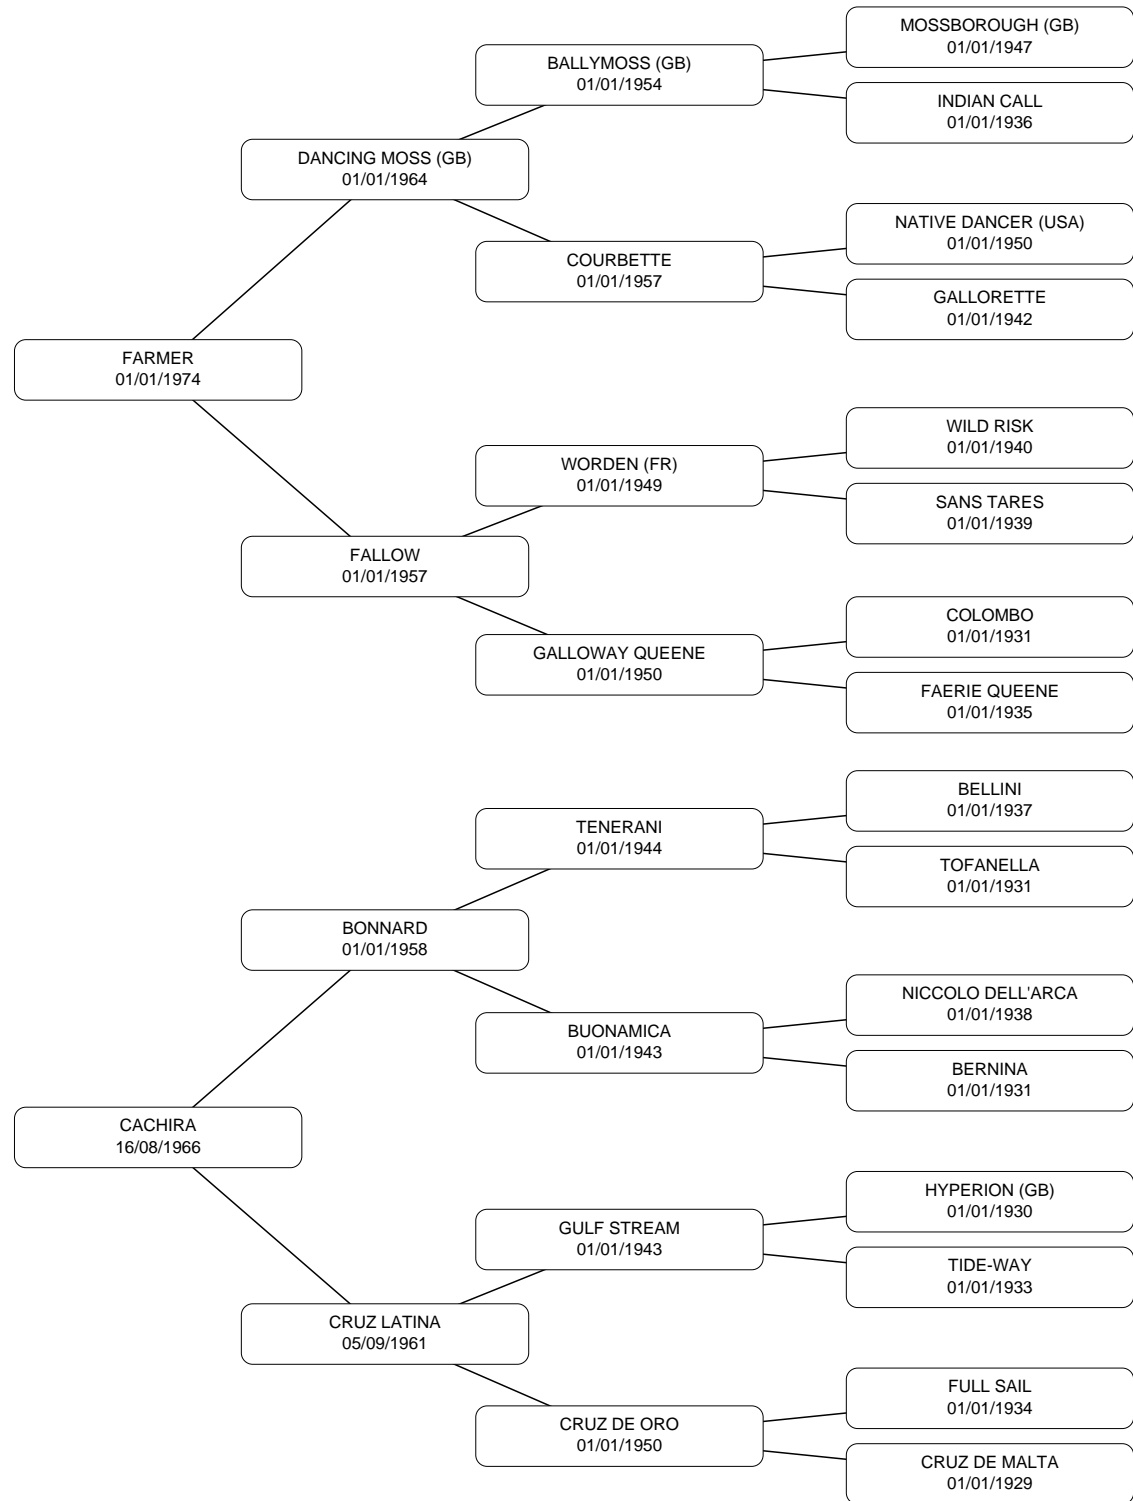 MOSSBOROUGH (GB)
01/01/1947
BALLYMOSS (GB)
01/01/1954
INDIAN CALL
01/01/1936
DANCING MOSS (GB)
01/01/1964
NATIVE DANCER (USA)
01/01/1950
COURBETTE
01/01/1957
GALLORETTE
01/01/1942
FARMER
01/01/1974
WILD RISK
01/01/1940
WORDEN (FR)
01/01/1949
SANS TARES
01/01/1939
FALLOW
01/01/1957
COLOMBO
01/01/1931
GALLOWAY QUEENE
01/01/1950
FAERIE QUEENE
01/01/1935
BELLINI
01/01/1937
TENERANI
01/01/1944
TOFANELLA
01/01/1931
BONNARD
01/01/1958
NICCOLO DELL'ARCA
01/01/1938
BUONAMICA
01/01/1943
BERNINA
01/01/1931
CACHIRA
16/08/1966
HYPERION (GB)
01/01/1930
GULF STREAM
01/01/1943
TIDE-WAY
01/01/1933
CRUZ LATINA
05/09/1961
FULL SAIL
01/01/1934
CRUZ DE ORO
01/01/1950
CRUZ DE MALTA
01/01/1929